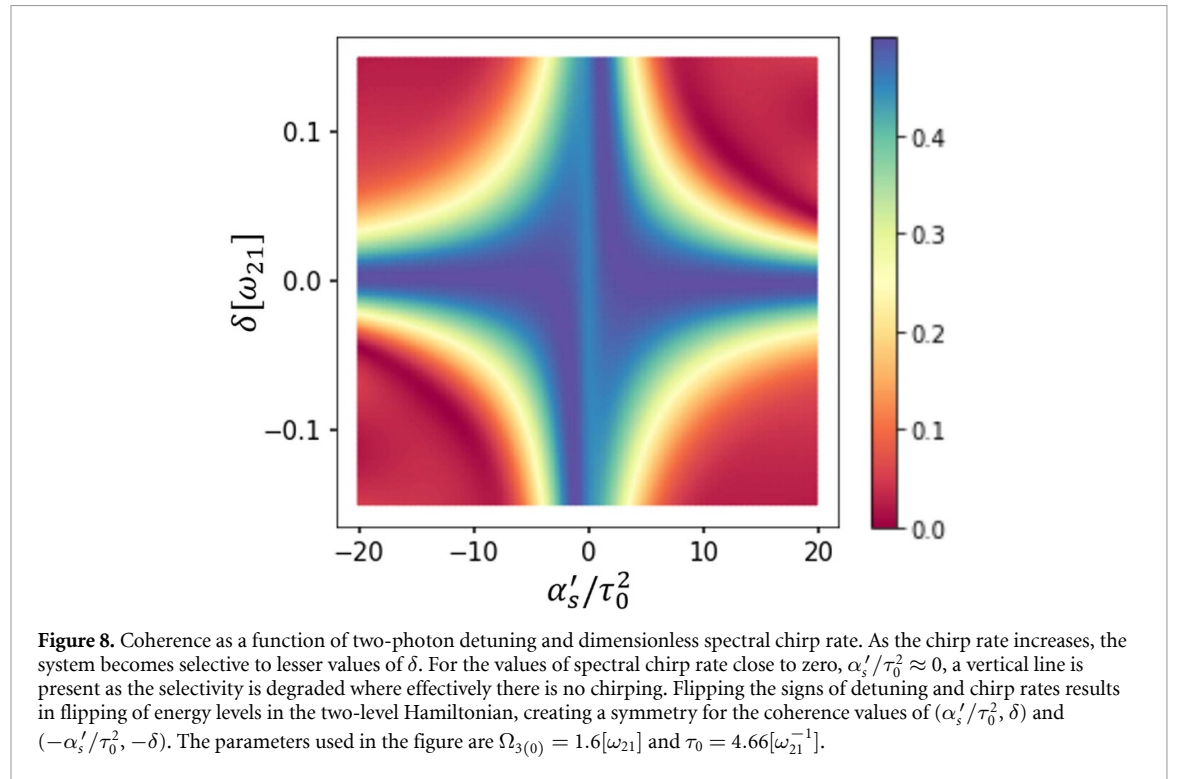 0.1
0.0
−0.1
δ[ω₂₁]
−20 −10 0 10 20
α′ₛ/τ₀²
0.4
0.3
0.2
0.1
0.0
Figure 8. Coherence as a function of two-photon detuning and dimensionless spectral chirp rate. As the chirp rate increases, the
system becomes selective to lesser values of δ. For the values of spectral chirp rate close to zero, α′ₛ/τ₀² ≈ 0, a vertical line is
present as the selectivity is degraded where effectively there is no chirping. Flipping the signs of detuning and chirp rates results
in flipping of energy levels in the two-level Hamiltonian, creating a symmetry for the coherence values of (α′ₛ/τ₀², δ) and
(−α′ₛ/τ₀², −δ). The parameters used in the figure are Ω₃₍₀₎ = 1.6[ω₂₁] and τ₀ = 4.66[ω₂₁⁻¹].